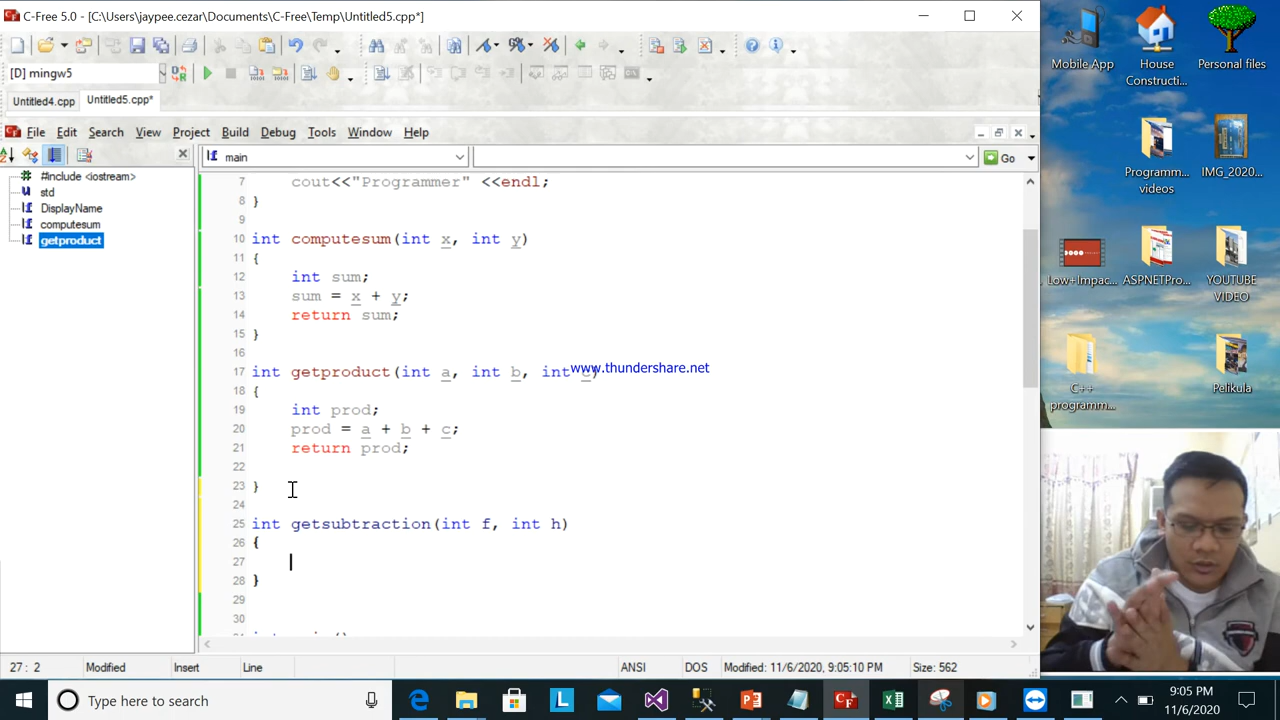 C-Free 5.0 - [C:\Users\jaypee.cezar\Documents\C-Free\Temp\Untitled5.cpp*]
[D] mingw5
Untitled4.cpp Untitled5.cpp*
File Edit Search View Project Build Debug Tools Window Help
main
Go
#include <iostream>
std
DisplayName
computesum
getproduct
7 cout<<"Programmer" <<endl;
8 }
9
10 int computesum(int x, int y)
11 {
12 int sum;
13 sum = x + y;
14 return sum;
15 }
16
17 int getproduct(int a, int b, int c)
www.thundershare.net
18 {
19 int prod;
20 prod = a + b + c;
21 return prod;
22
23 }
24
25 int getsubtraction(int f, int h)
26 {
27
28 }
29
30
27 : 2 Modified Insert Line ANSI DOS Modified: 11/6/2020, 9:05:10 PM Size: 562
Mobile App
House Constructi...
Personal files
Programm... videos
IMG_2020...
Low+Impac...
ASPNETPro...
YOUTUBE VIDEO
C++ programm...
Pelikula
Type here to search
9:05 PM
11/6/2020